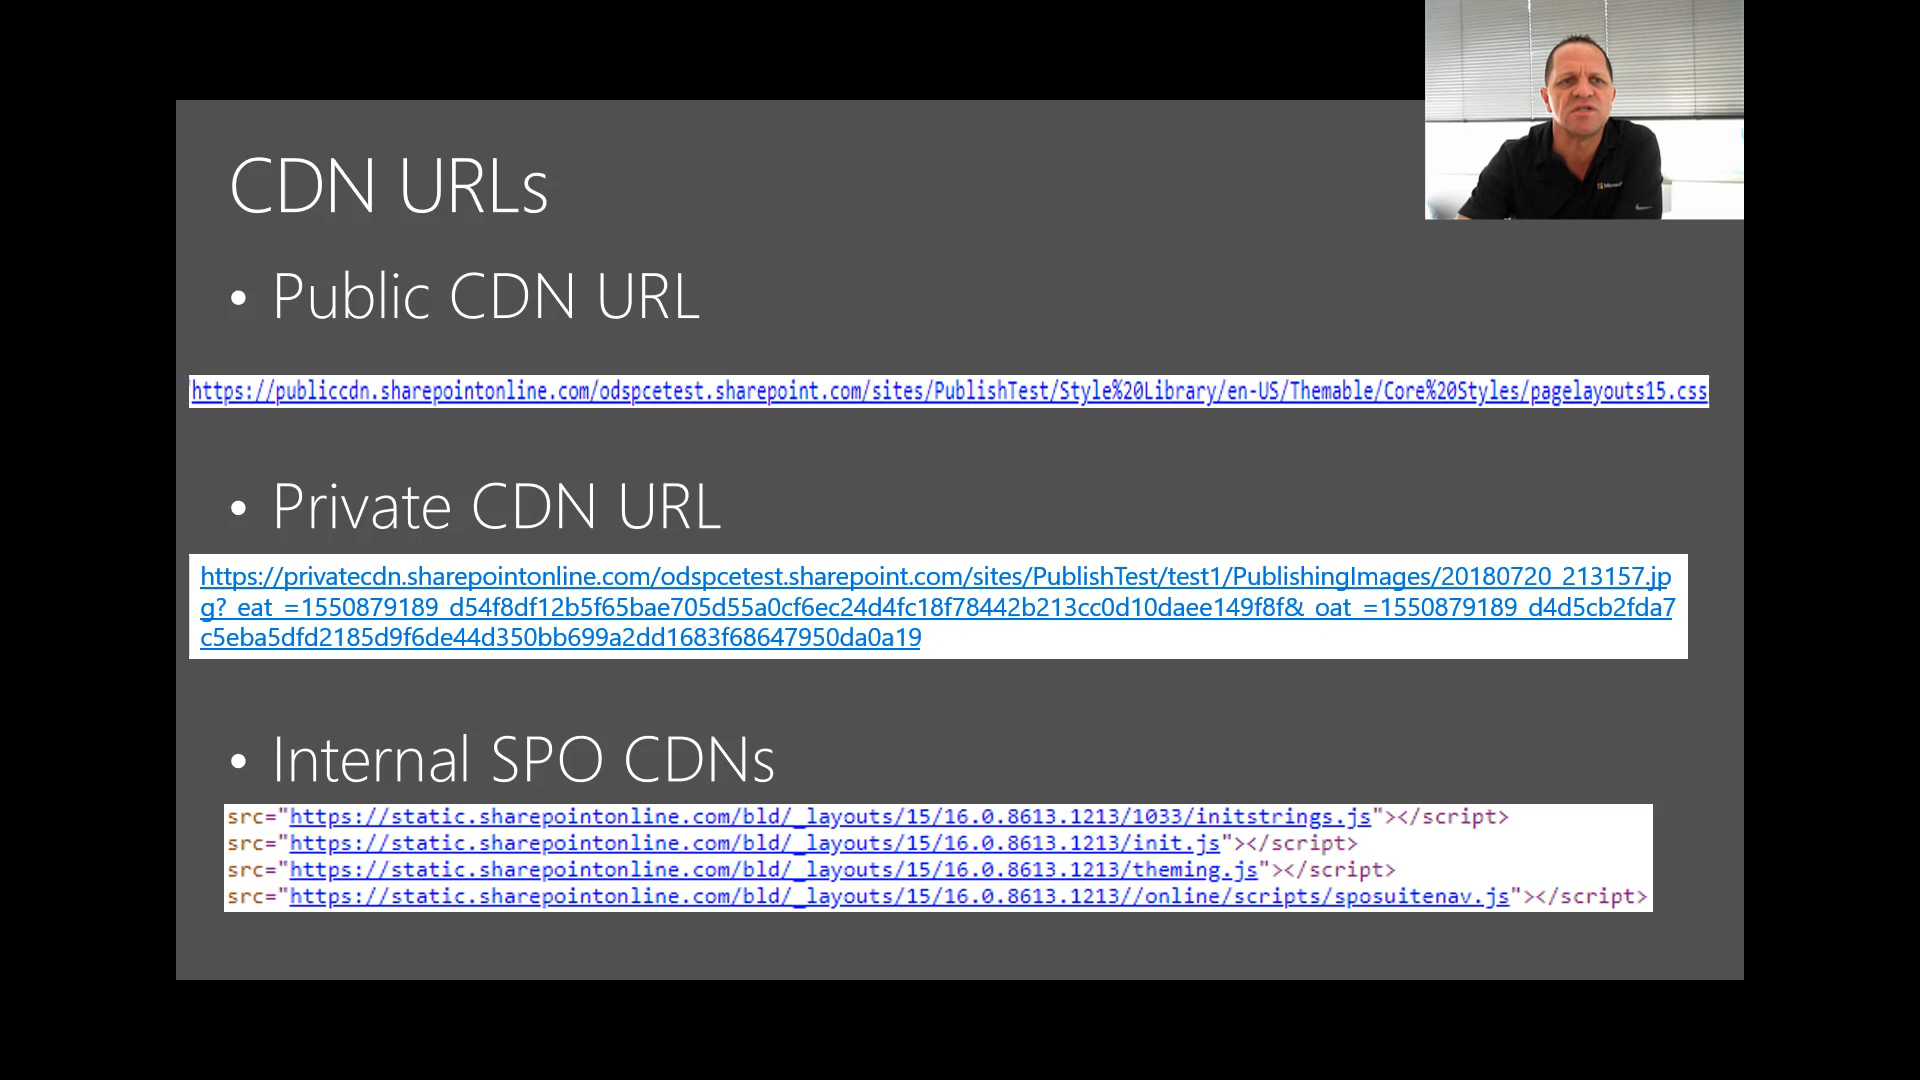 CDN URLs
• Public CDN URL
https://publiccdn.sharepointonline.com/odspcetest.sharepoint.com/sites/PublishTest/Style%20Library/en-US/Themable/Core%20Styles/pagelayouts15.css
• Private CDN URL
https://privatecdn.sharepointonline.com/odspcetest.sharepoint.com/sites/PublishTest/test1/PublishingImages/20180720_213157.jp
g?_eat_=1550879189_d54f8df12b5f65bae705d55a0cf6ec24d4fc18f78442b213cc0d10daee149f8f&_oat_=1550879189_d4d5cb2fda7
c5eba5dfd2185d9f6de44d350bb699a2dd1683f68647950da0a19
• Internal SPO CDNs
src="https://static.sharepointonline.com/bld/_layouts/15/16.0.8613.1213/1033/initstrings.js"></script>
src="https://static.sharepointonline.com/bld/_layouts/15/16.0.8613.1213/init.js"></script>
src="https://static.sharepointonline.com/bld/_layouts/15/16.0.8613.1213/theming.js"></script>
src="https://static.sharepointonline.com/bld/_layouts/15/16.0.8613.1213//online/scripts/sposuitenav.js"></script>